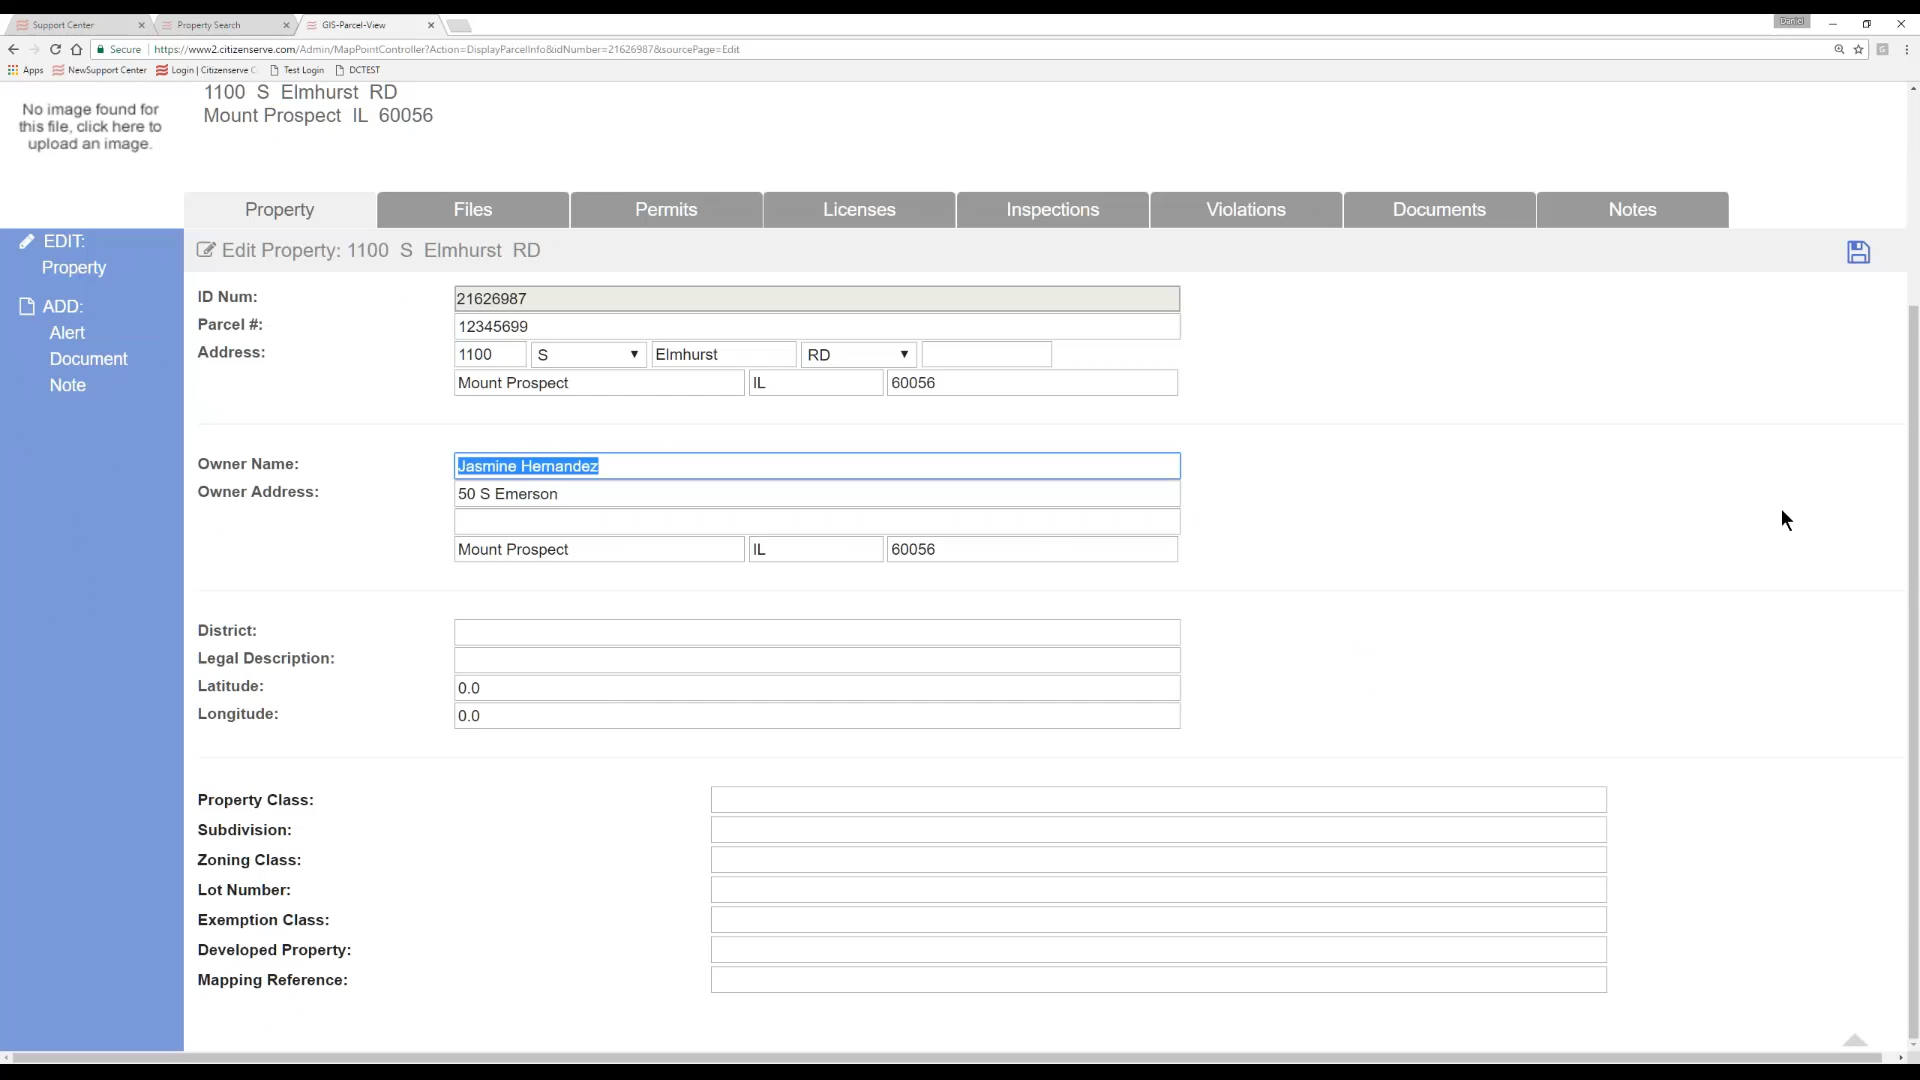 Support Center
Property Search
GIS-Parcel-View
Daniel
Secure https://www2.citizenserve.com/Admin/MapPointController?Action=DisplayParcelInfo&idNumber=21626987&sourcePage=Edit
Apps NewSupport Center Login | Citizenserve C Test Login DCTEST
No image found for
this file, click here to
upload an image.
1100 S Elmhurst RD
Mount Prospect IL 60056
Property Files Permits Licenses Inspections Violations Documents Notes
EDIT:
Property
ADD:
Alert
Document
Note
Edit Property: 1100 S Elmhurst RD
ID Num: 21626987
Parcel #: 12345699
Address: 1100 S Elmhurst RD
Mount Prospect IL 60056
Owner Name: Jasmine Hernandez
Owner Address: 50 S Emerson
Mount Prospect IL 60056
District:
Legal Description:
Latitude: 0.0
Longitude: 0.0
Property Class:
Subdivision:
Zoning Class:
Lot Number:
Exemption Class:
Developed Property:
Mapping Reference: